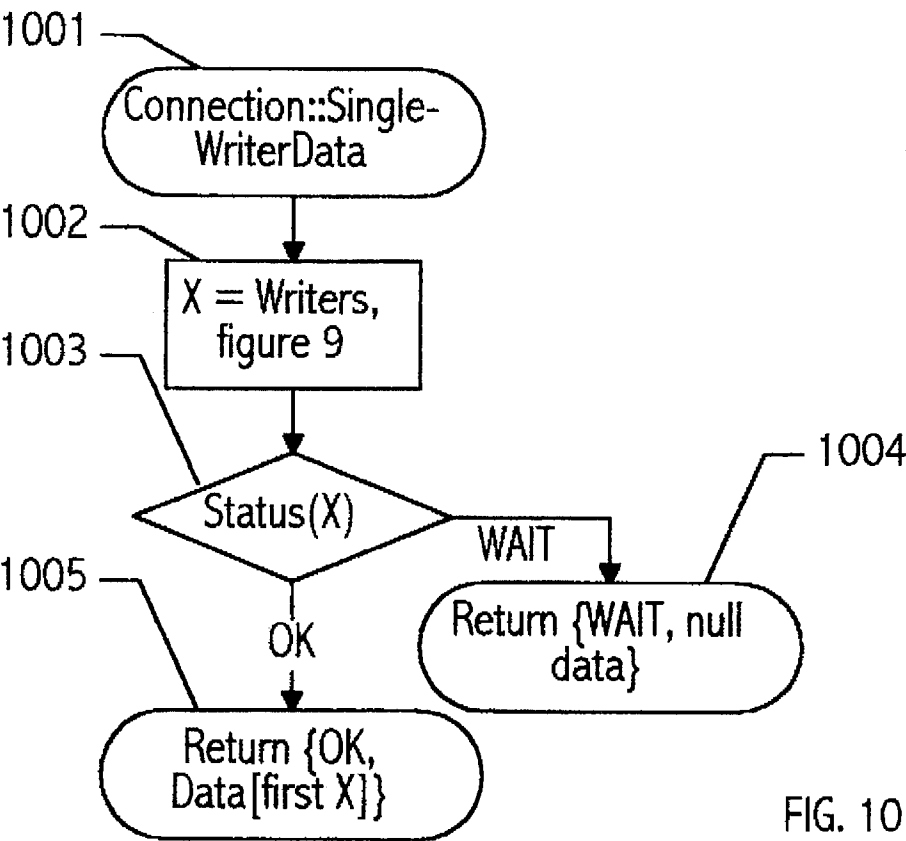 1001
Connection::Single-
WriterData
1002
X = Writers,
figure 9
1003
Status(X)
WAIT
1004
1005
OK
Return {WAIT, null
data}
Return {OK,
Data[first X]}
FIG. 10